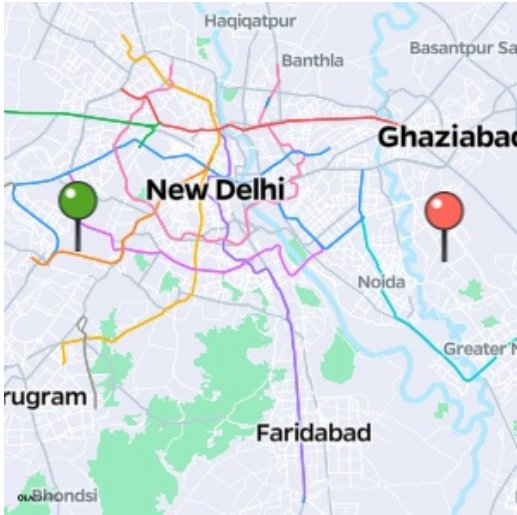 Haqiqatpur
Banthla
Basantpur Sa
Ghaziabad
New Delhi
Noida
Greater N
rugram
Faridabad
Bhondsi